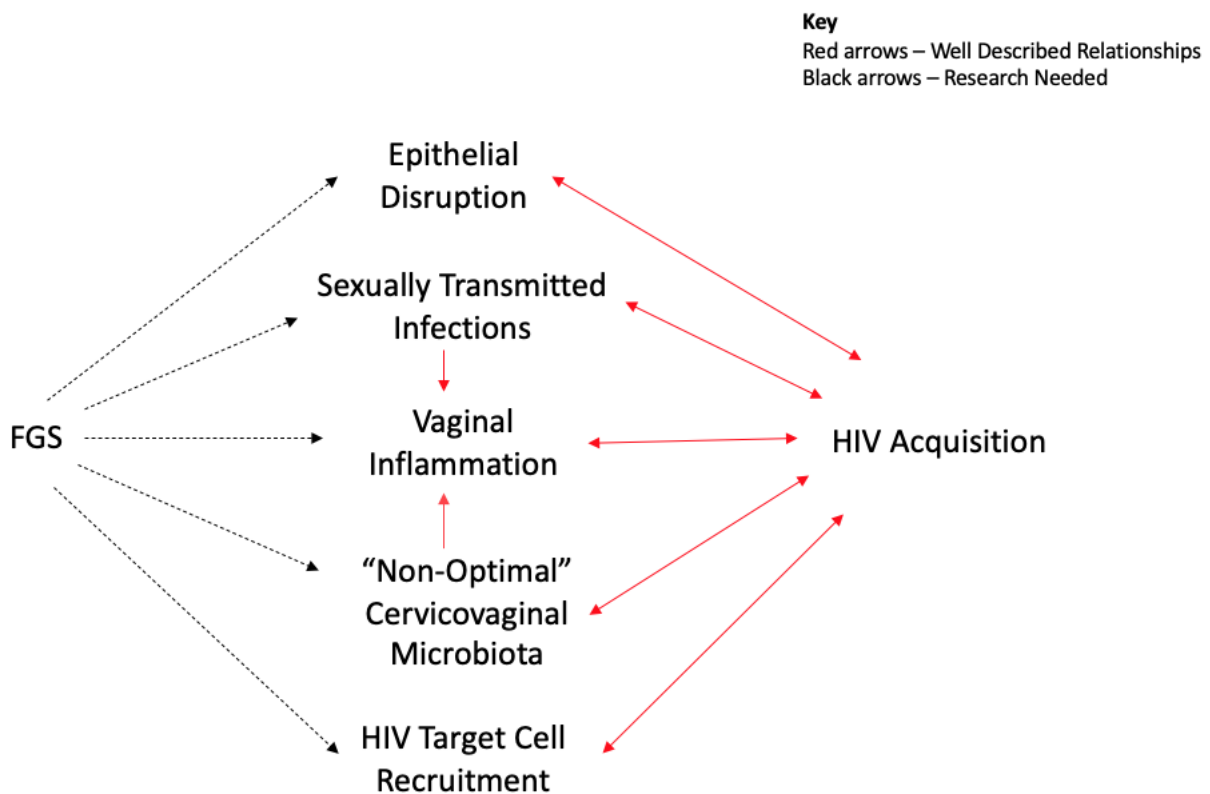 Key
Red arrows – Well Described Relationships
Black arrows – Research Needed
Epithelial
Disruption
Sexually Transmitted
Infections
FGS
Vaginal
Inflammation
HIV Acquisition
“Non-Optimal”
Cervicovaginal
Microbiota
HIV Target Cell
Recruitment